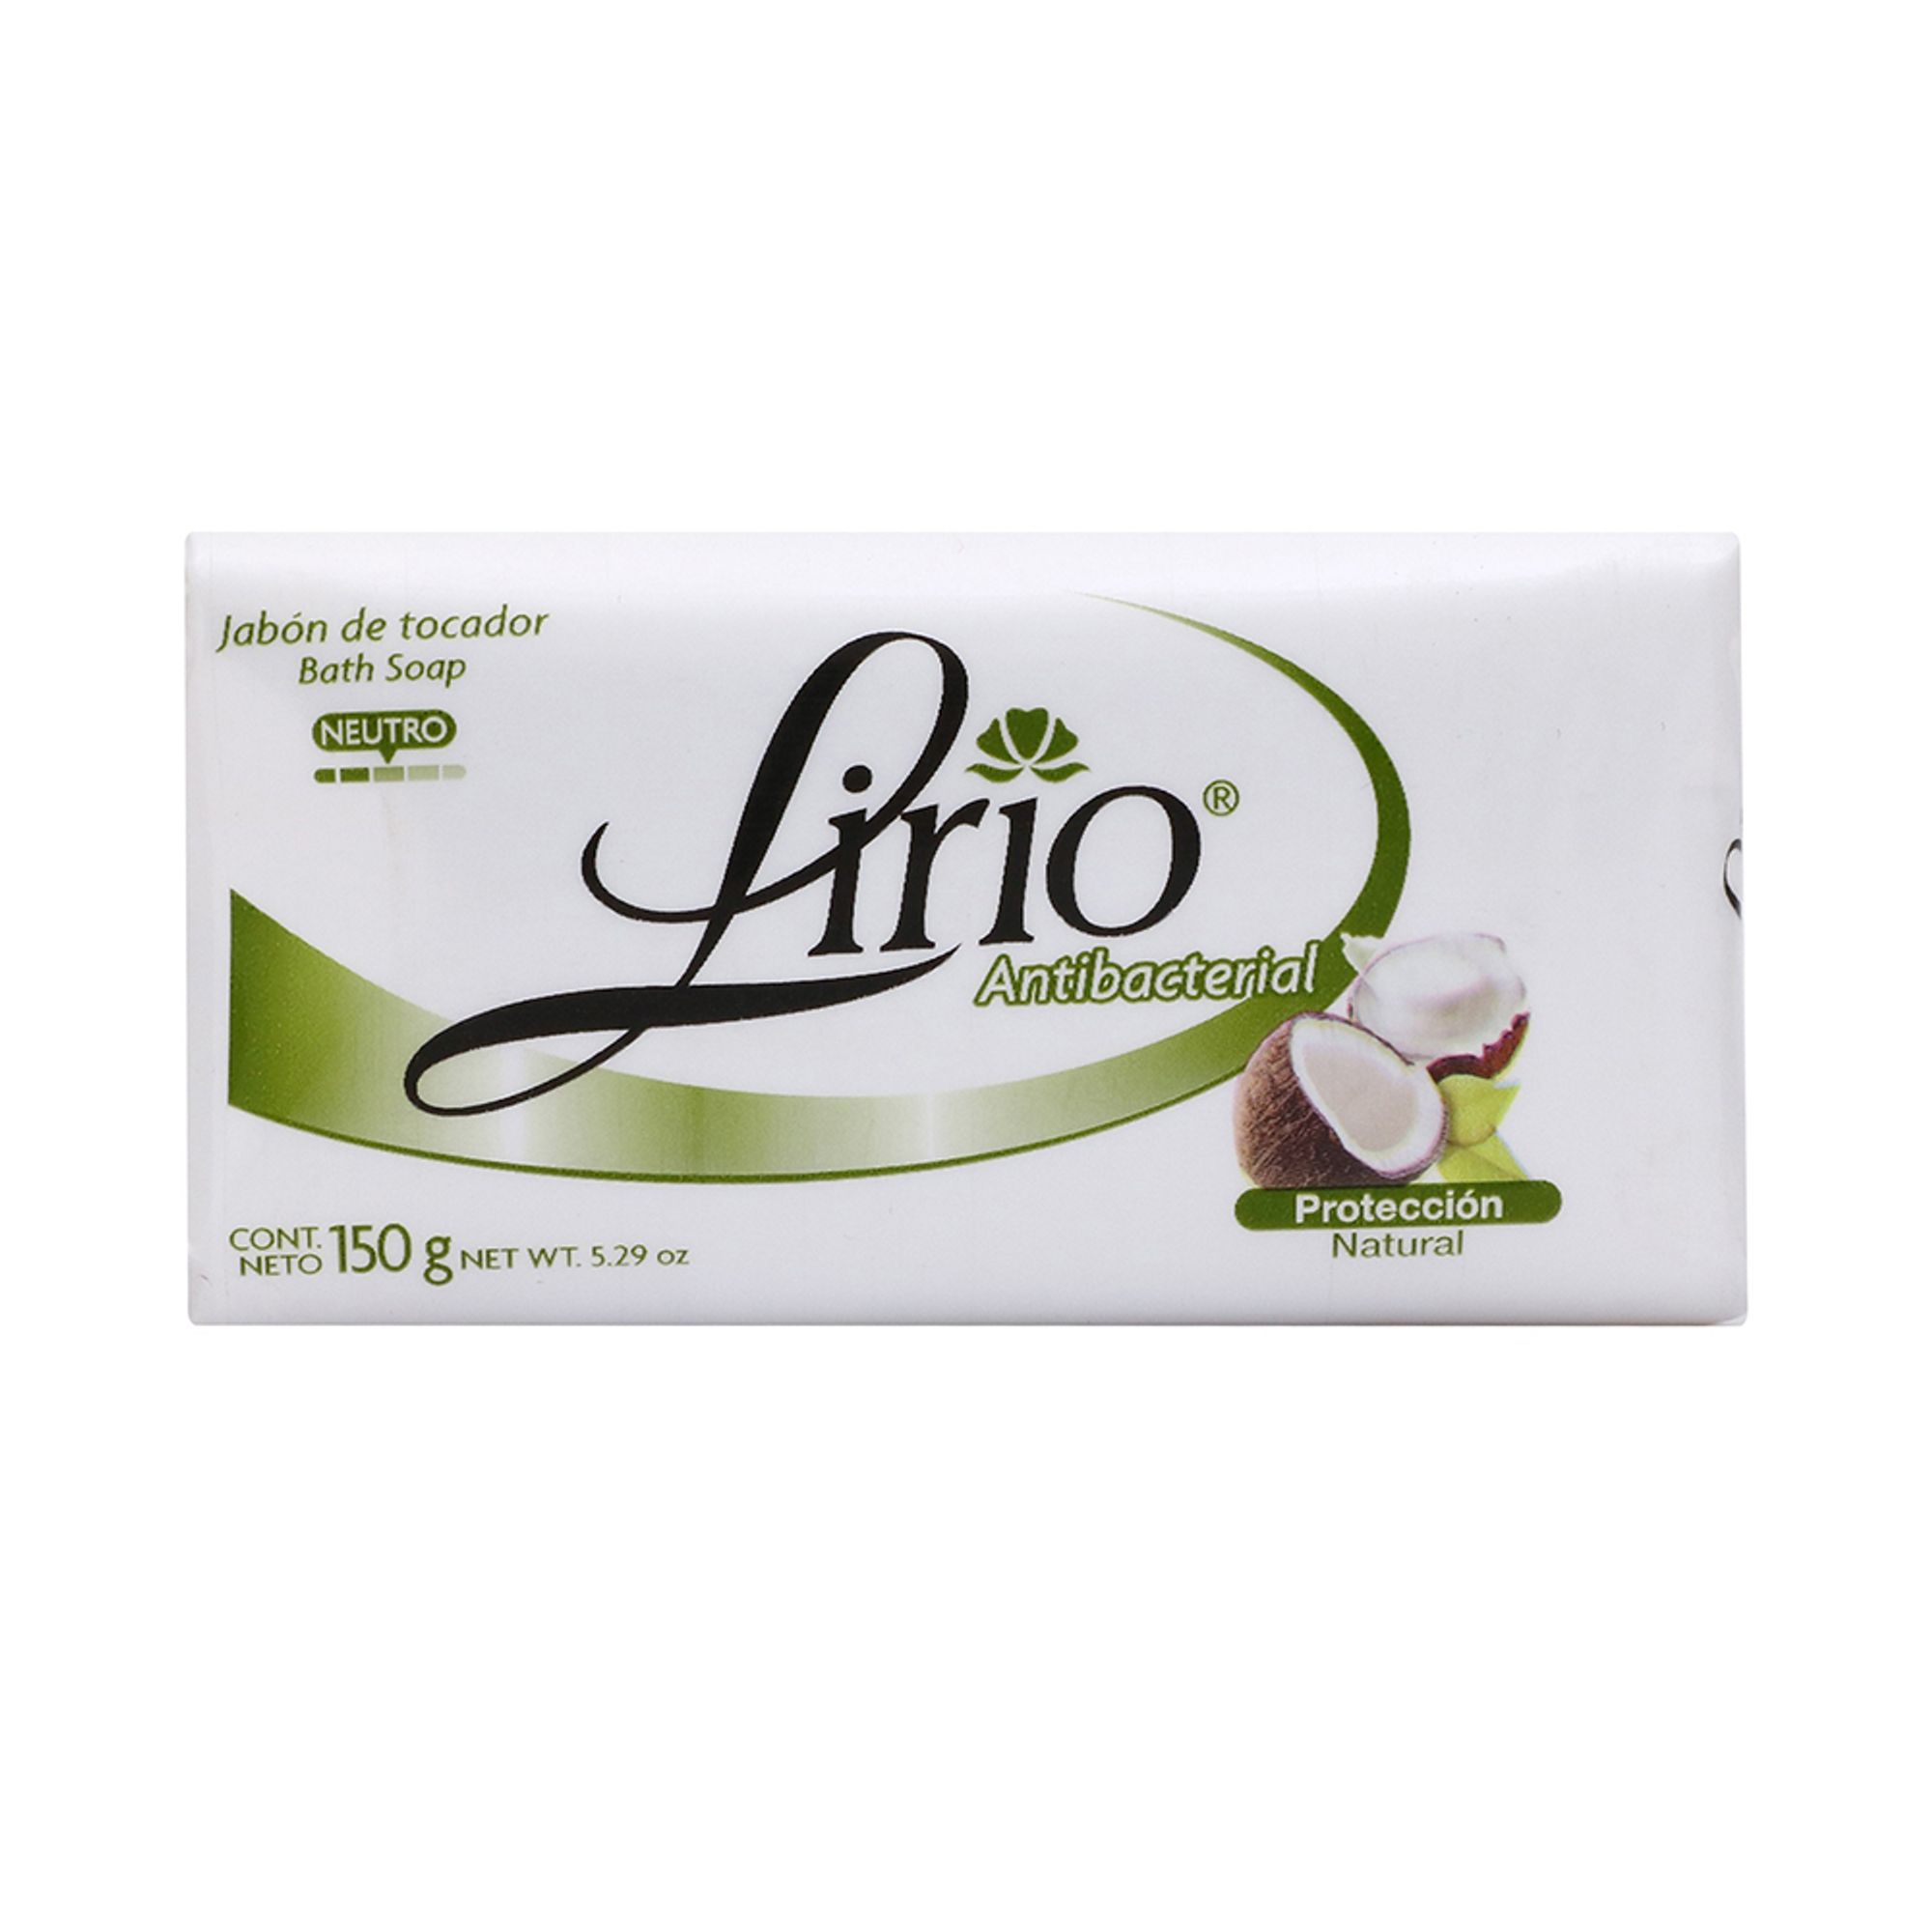 Jabón de tocador
Bath Soap
NEUTRO
Lirio®
Antibacterial
Protección
Natural
CONT.
NETO 150 g NET WT. 5.29 oz